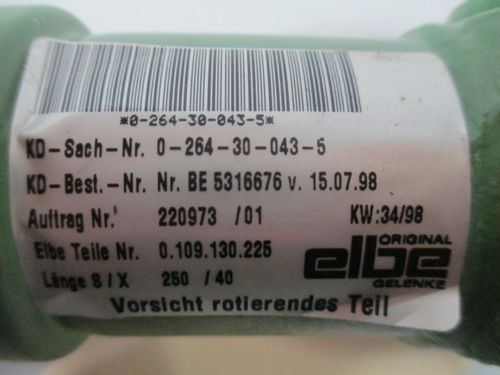 *0-264-30-043-5*
KD-Sach-Nr. 0-264-30-043-5
KD-Best.-Nr. Nr. BE 5316676 v. 15.07.98
Auftrag Nr. 220973 /01 KW:34/98
Elbe Teile Nr. 0.109.130.225
Länge S/X 250 / 40
ORIGINAL
elbe
GELENKE
Vorsicht rotierendes Teil